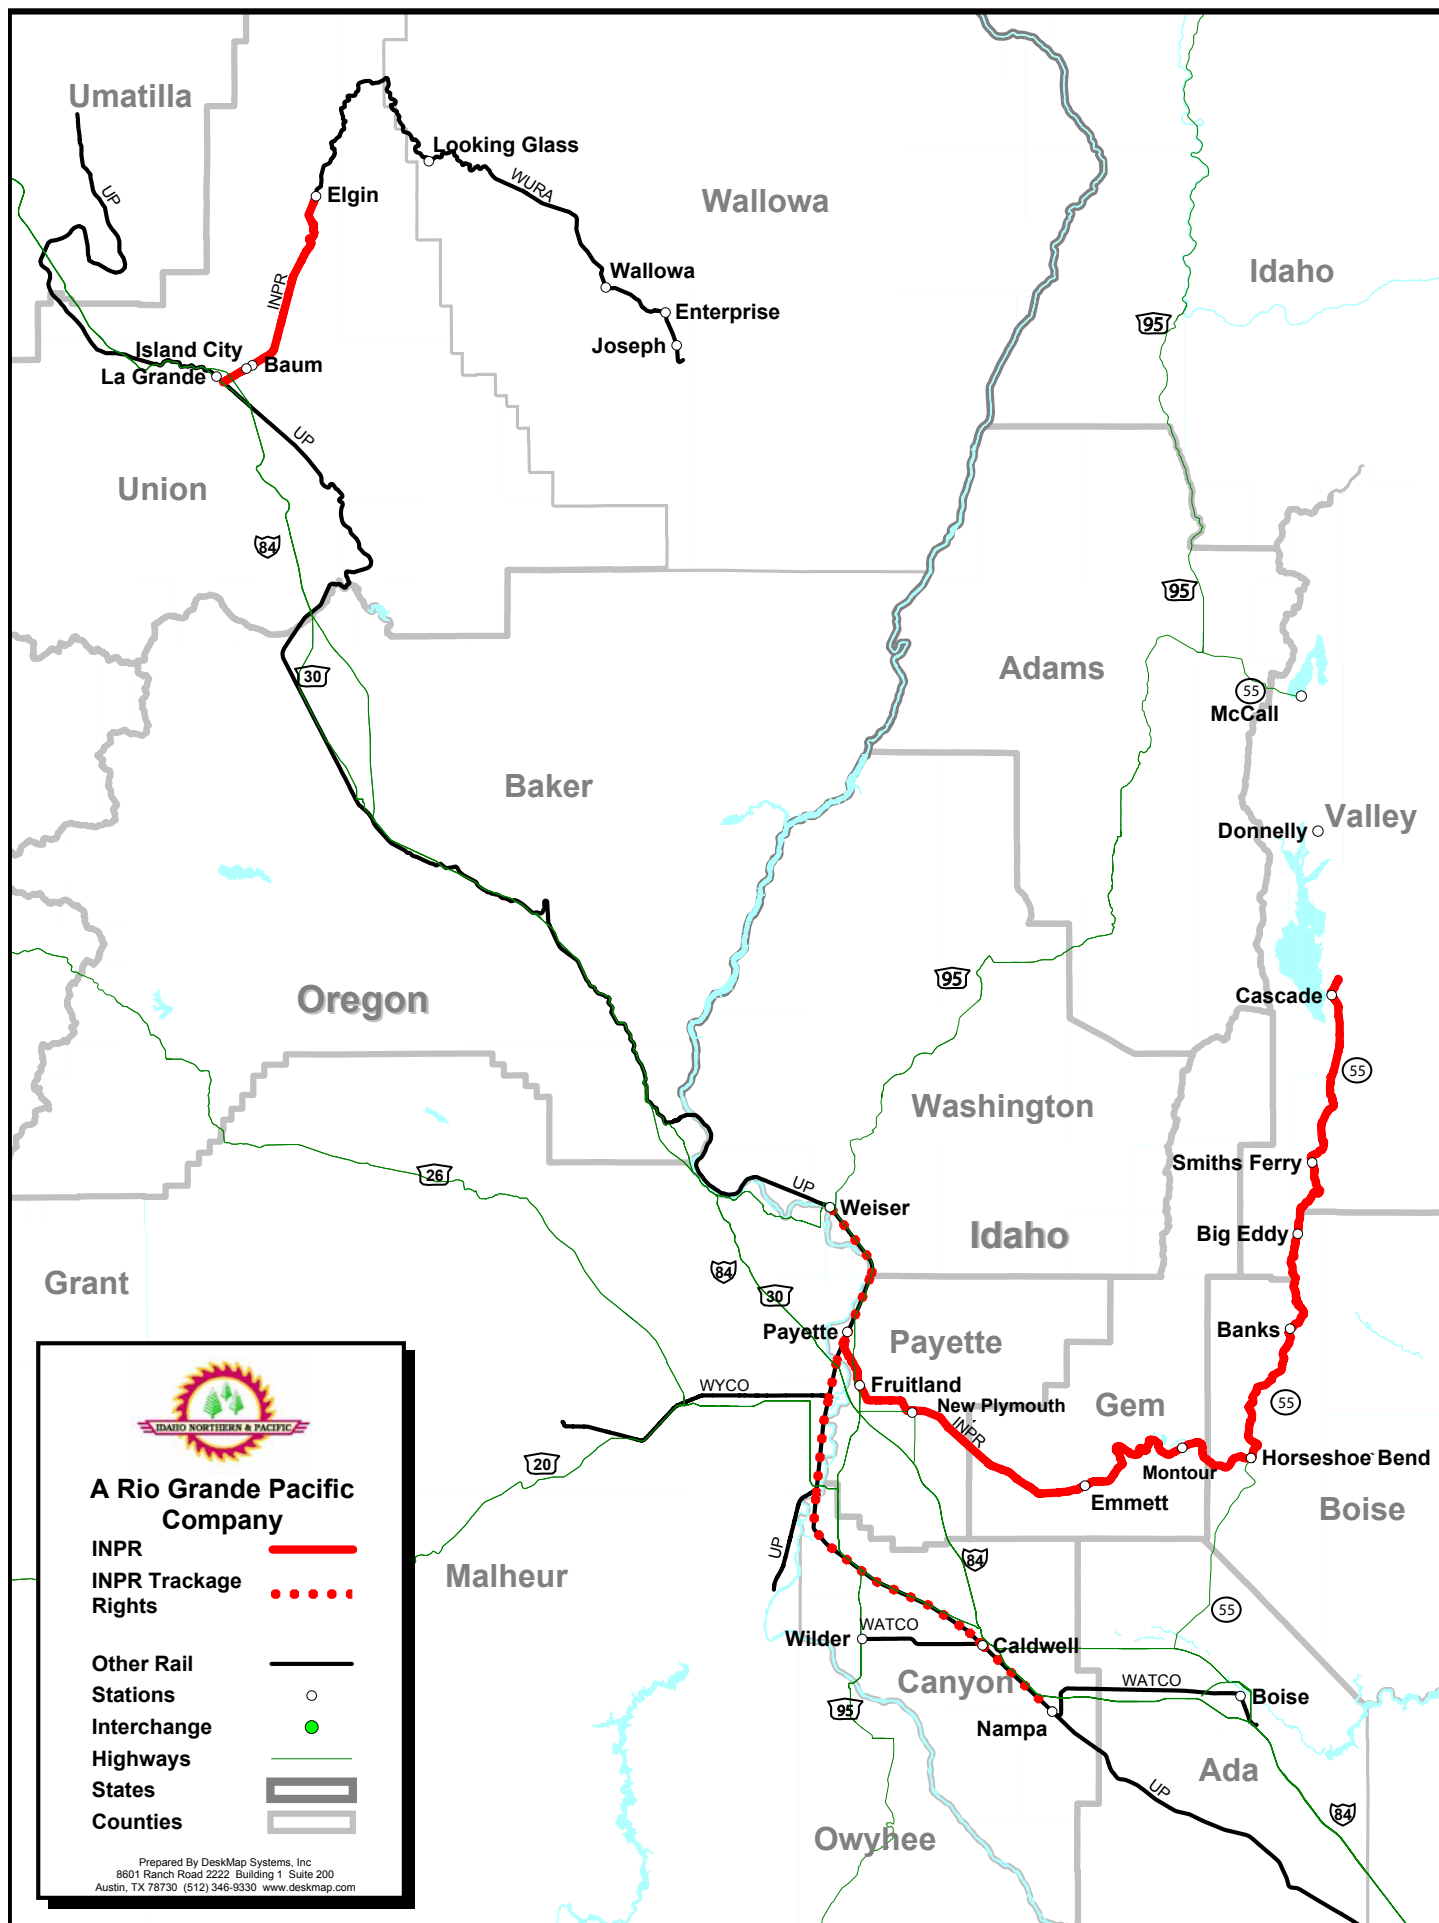 Umatilla
UP
Looking Glass
WURA
Elgin
Wallowa
INPR
Wallowa
Enterprise
Joseph
Idaho
95
Island City
Baum
La Grande
UP
Union
84
95
30
Adams
55
McCall
Baker
Donnelly
Valley
95
Oregon
Cascade
55
Washington
26
Smiths Ferry
UP
Weiser
Big Eddy
Idaho
Grant
84
30
Payette
Payette
Banks
WYCO
Fruitland
New Plymouth
Gem
55
INPR
20
Montour
Horseshoe Bend
Emmett
Boise
UP
84
Malheur
55
Wilder
WATCO
Caldwell
Canyon
WATCO
Boise
95
Nampa
Ada
UP
84
Owyhee
IDAHO NORTHERN & PACIFIC
A Rio Grande Pacific
Company
INPR
INPR Trackage
Rights
Other Rail
Stations
Interchange
Highways
States
Counties
Prepared By DeskMap Systems, Inc
8601 Ranch Road 2222 Building 1 Suite 200
Austin, TX 78730 (512) 346-9330 www.deskmap.com